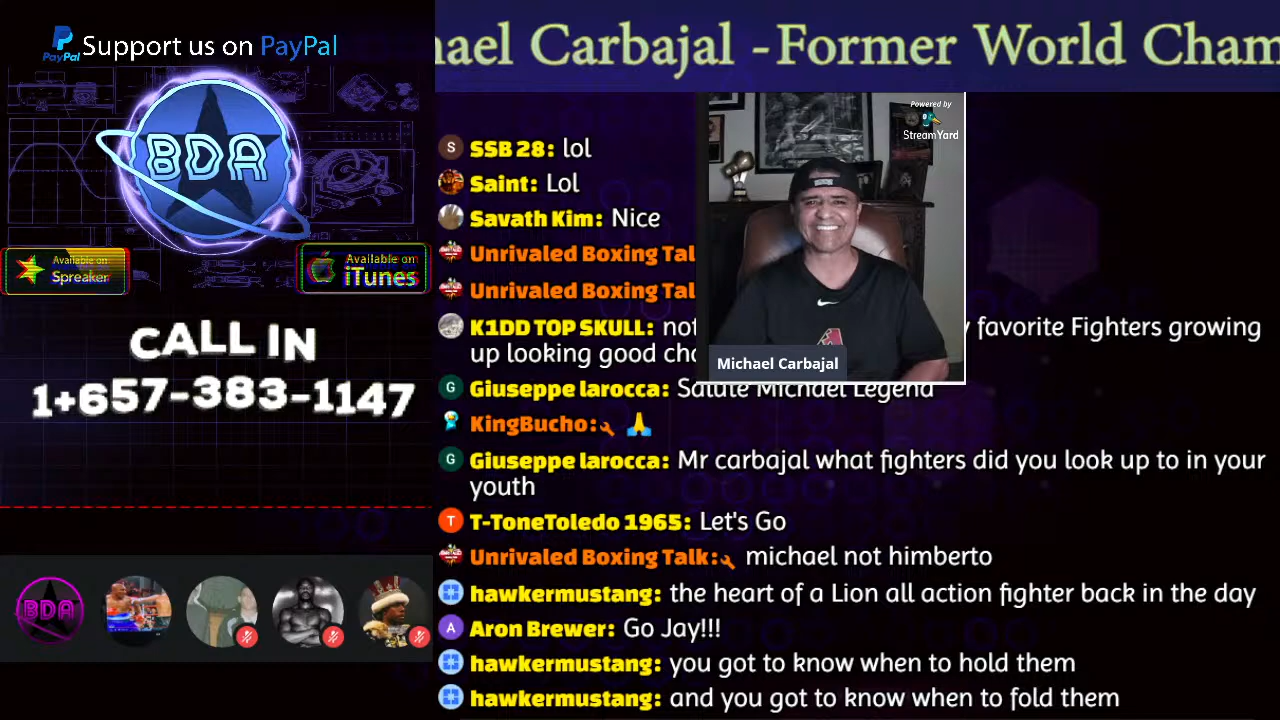 PayPal
Support us on PayPal
BDA
Available on
Spreaker
Available on
iTunes
CALL IN
1+657-383-1147
BDA
hael Carbajal -Former World Cham
Powered by
StreamYard
Michael Carbajal
S SSB 28: lol
Saint: Lol
Savath Kim: Nice
Unrivaled Boxing Tal
Unrivaled Boxing Tal
K1DD TOP SKULL: not y favorite Fighters growing
up looking good cho
G Giuseppe larocca: Salute Michael Legend
KingBucho: 🙏
G Giuseppe larocca: Mr carbajal what fighters did you look up to in your
youth
T T-ToneToledo 1965: Let's Go
Unrivaled Boxing Talk: michael not himberto
hawkermustang: the heart of a Lion all action fighter back in the day
A Aron Brewer: Go Jay!!!
hawkermustang: you got to know when to hold them
hawkermustang: and you got to know when to fold them